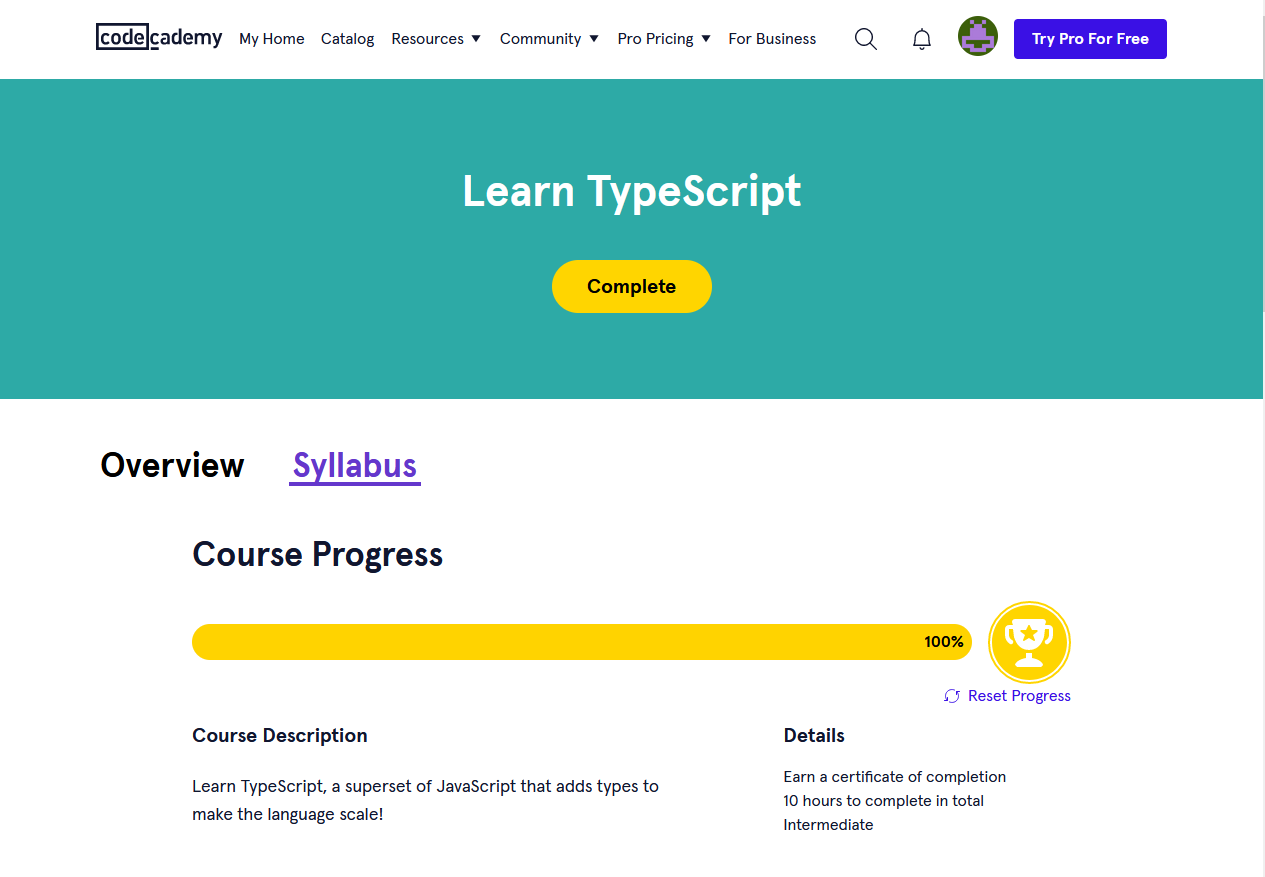 codecademy My Home Catalog Resources Community Pro Pricing For Business Try Pro For Free
Learn TypeScript
Complete
Overview Syllabus
Course Progress
100%
Reset Progress
Course Description
Learn TypeScript, a superset of JavaScript that adds types to
make the language scale!
Details
Earn a certificate of completion
10 hours to complete in total
Intermediate